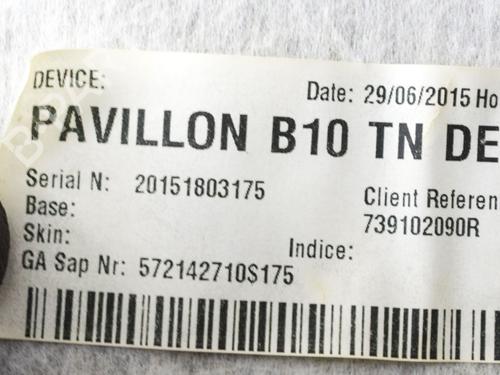 DEVICE:
Date: 29/06/2015 Ho
PAVILLON B10 TN DE
Serial N: 20151803175
Client Referen
Base:
739102090R
Skin:
Indice:
GA Sap Nr: 572142710S175